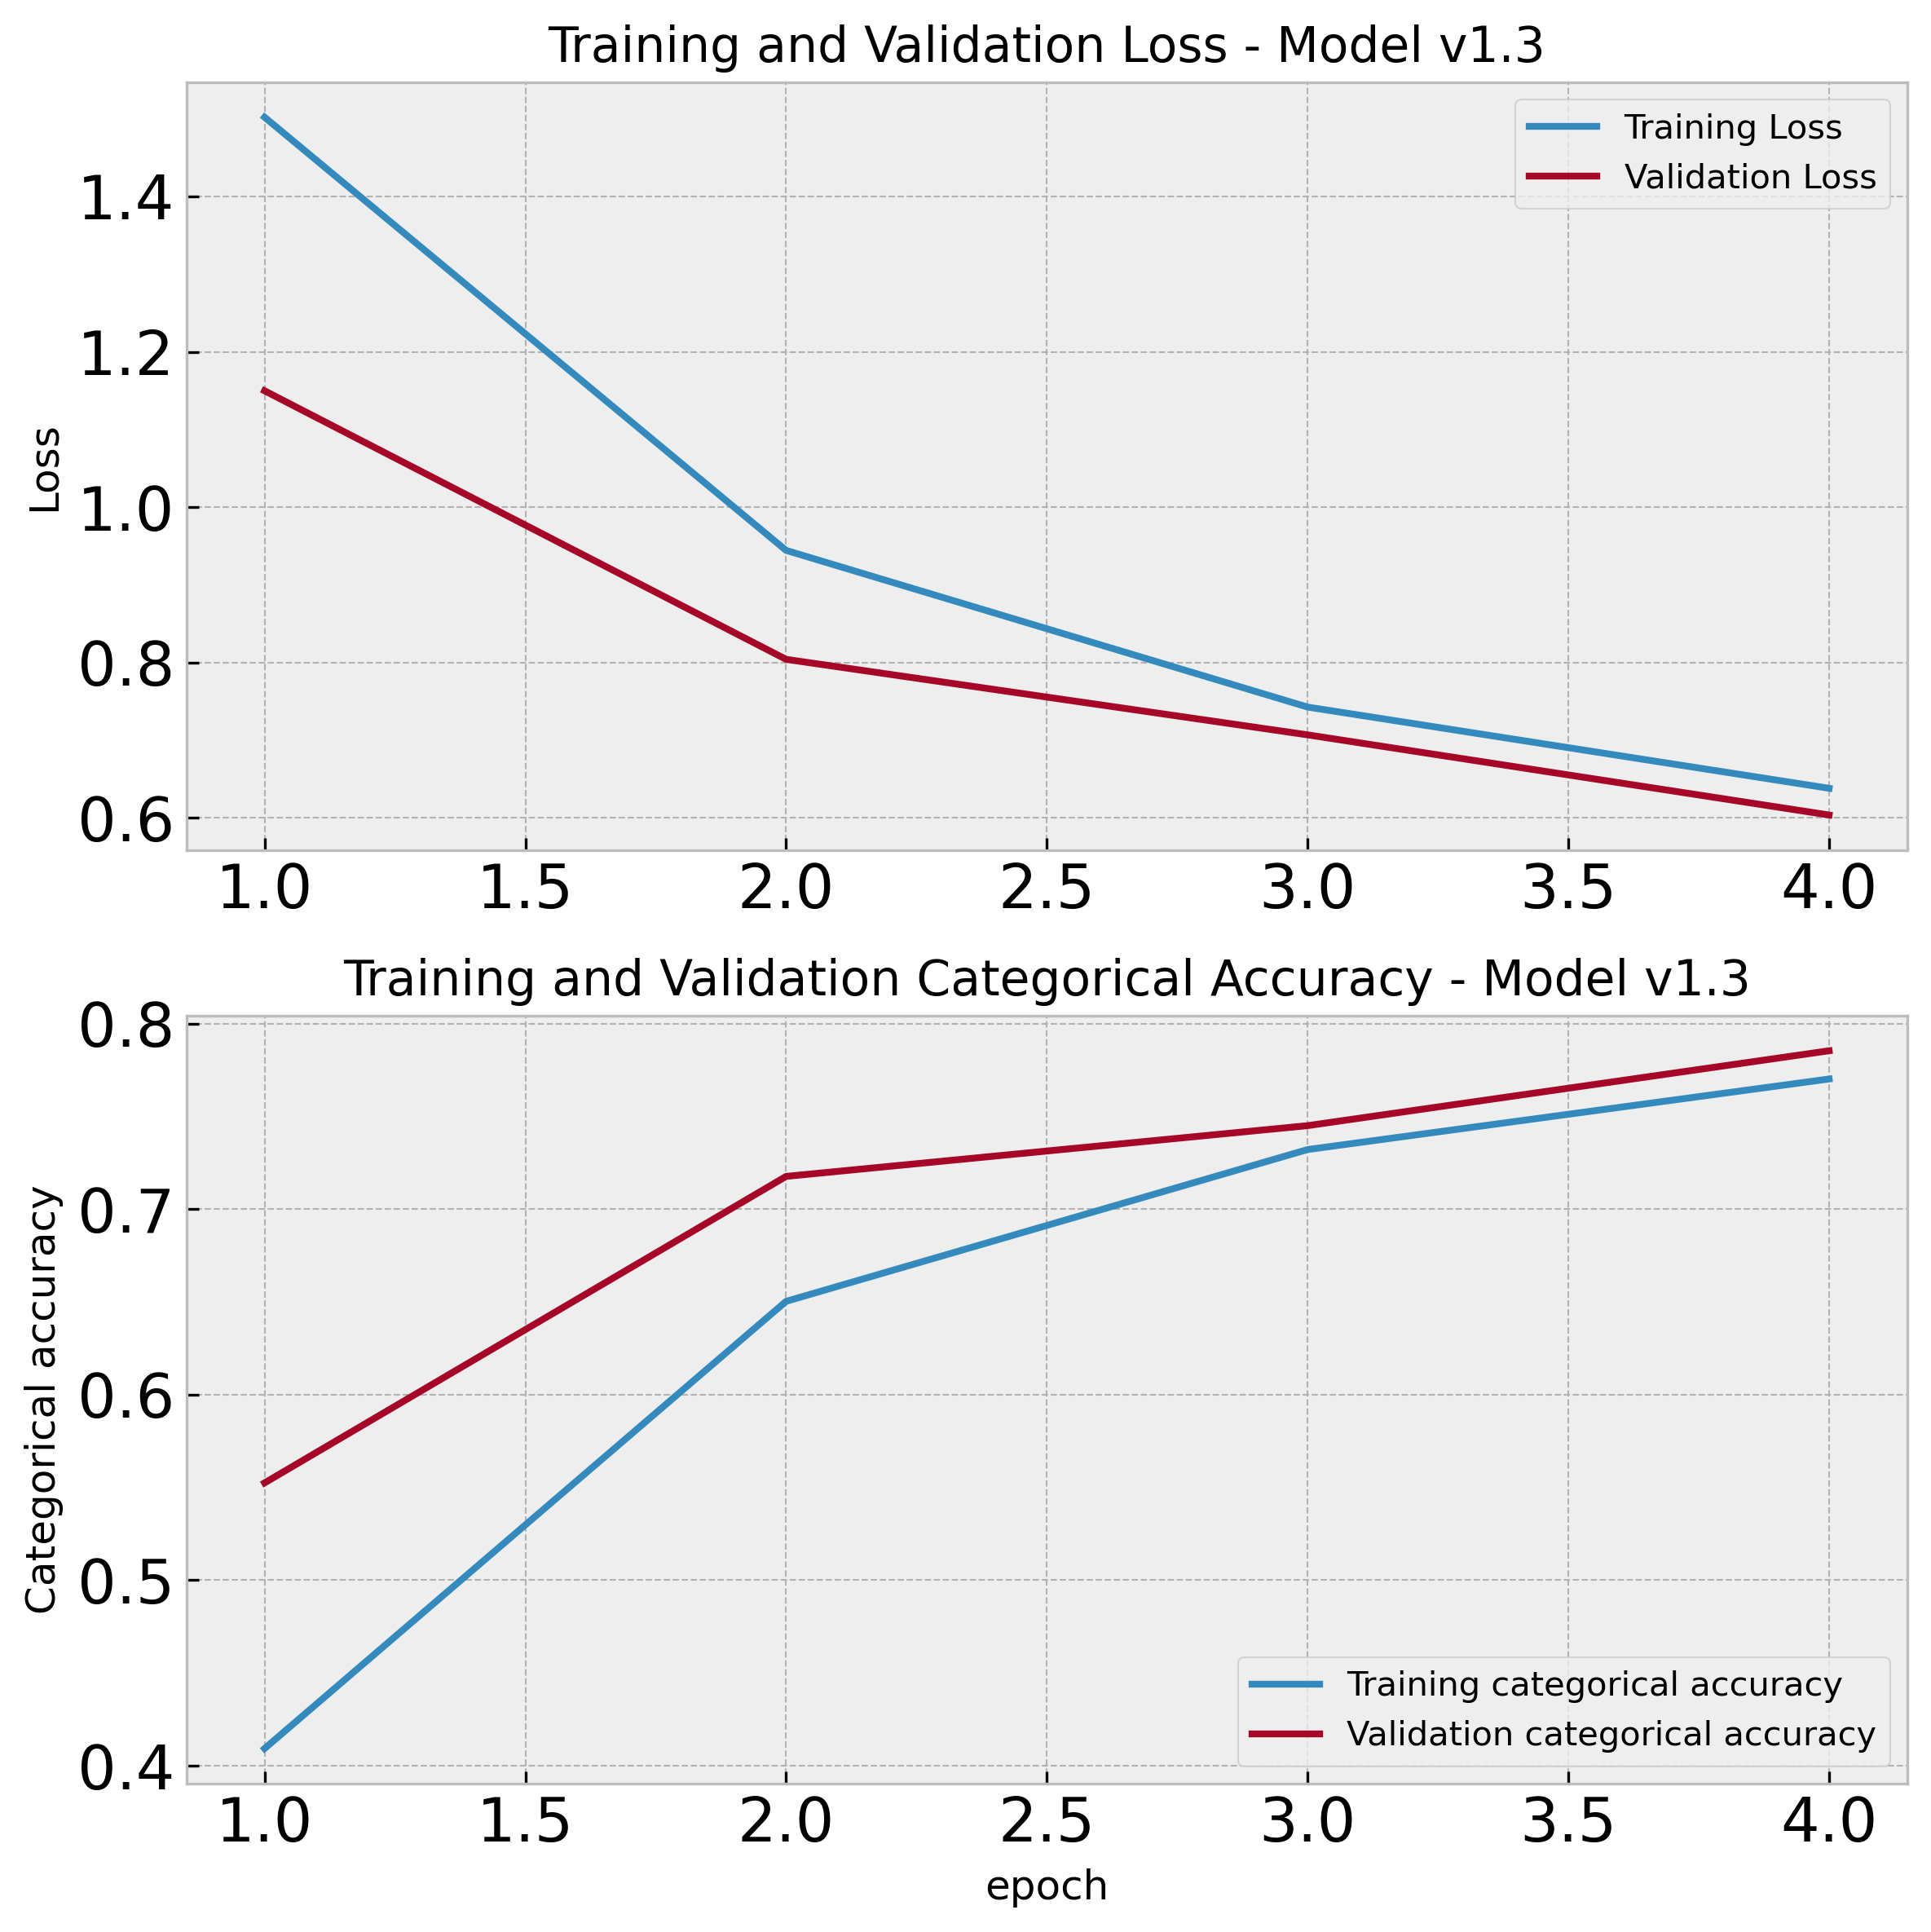 Training and Validation Loss - Model v1.3
Training Loss
Validation Loss
Loss
1.4
1.2
1.0
0.8
0.6
1.0 1.5 2.0 2.5 3.0 3.5 4.0
Training and Validation Categorical Accuracy - Model v1.3
Categorical accuracy
0.8
0.7
0.6
0.5
0.4
Training categorical accuracy
Validation categorical accuracy
1.0 1.5 2.0 2.5 3.0 3.5 4.0
epoch